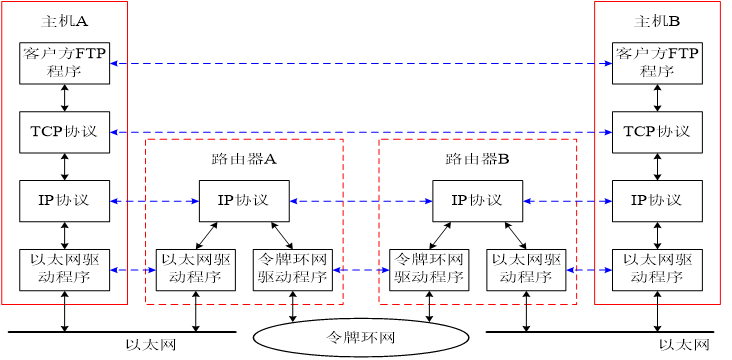 主机A
主机B
客户方FTP
程序
客户方FTP
程序
TCP协议
TCP协议
路由器A
路由器B
IP协议
IP协议
IP协议
IP协议
以太网驱
动程序
以太网驱
动程序
令牌环网
驱动程序
令牌环网
驱动程序
以太网驱
动程序
以太网驱
动程序
以太网
令牌环网
以太网